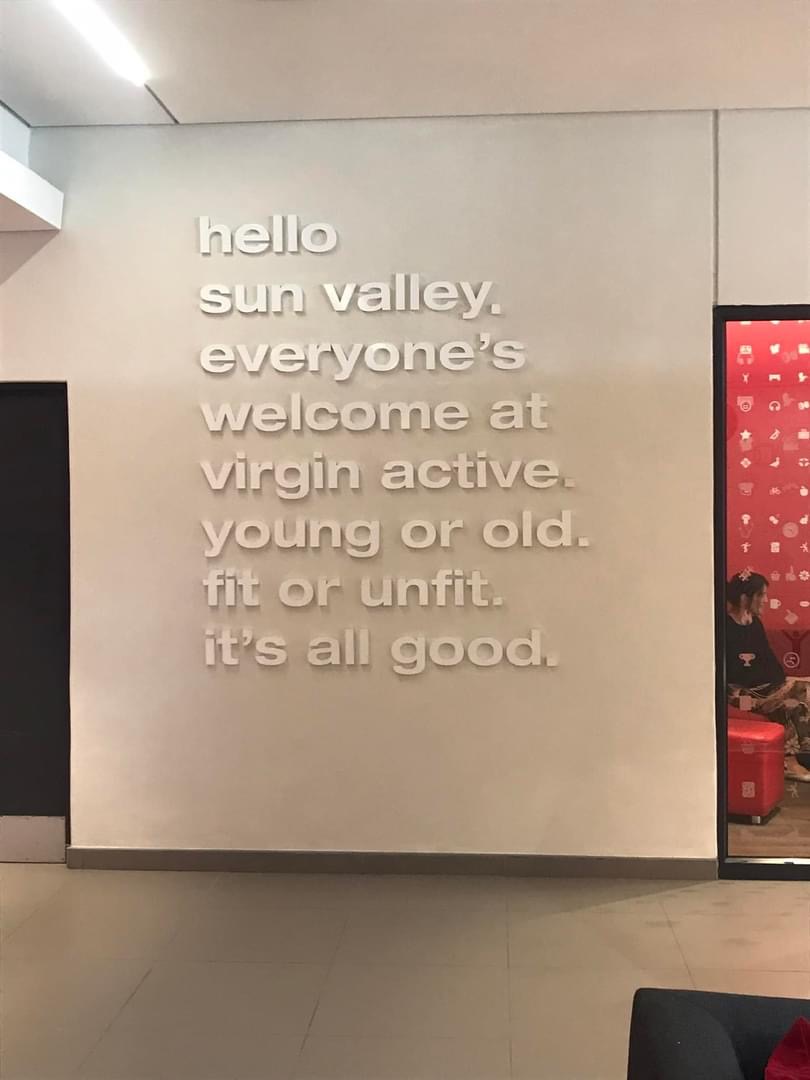 hello
sun valley.
everyone's
welcome at
virgin active.
young or old.
fit or unfit.
it's all good.